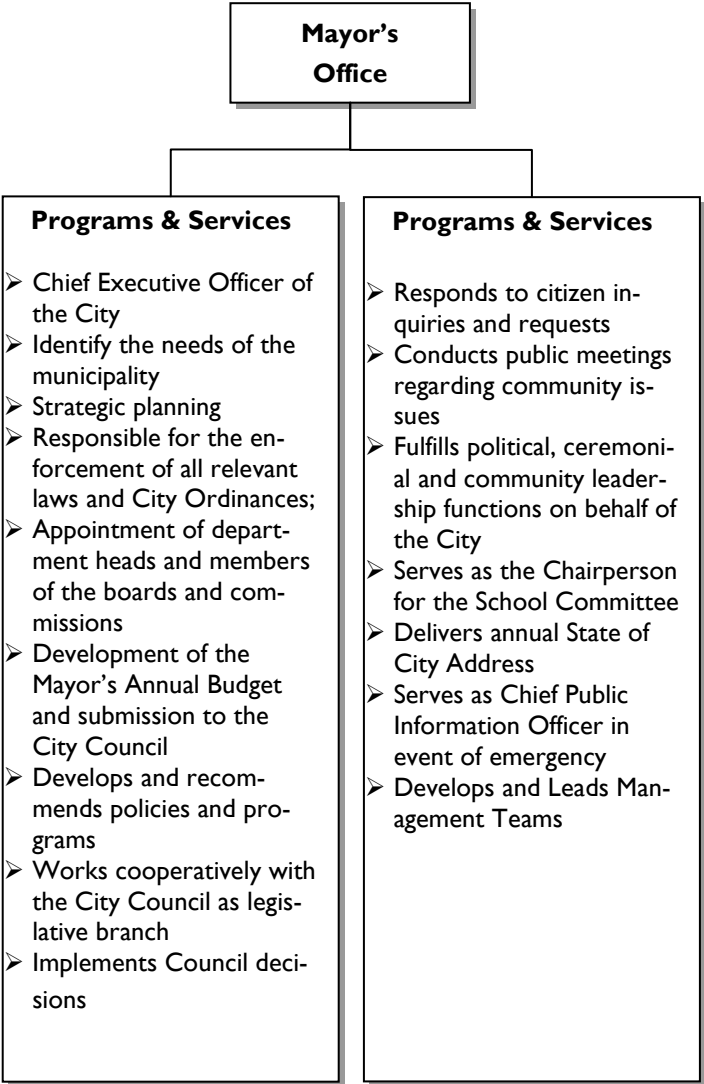 Mayor's
Office
Programs & Services
➢ Chief Executive Officer of
the City
➢ Identify the needs of the
municipality
➢ Strategic planning
➢ Responsible for the en-
forcement of all relevant
laws and City Ordinances;
➢ Appointment of depart-
ment heads and members
of the boards and com-
missions
➢ Development of the
Mayor's Annual Budget
and submission to the
City Council
➢ Develops and recom-
mends policies and pro-
grams
➢ Works cooperatively with
the City Council as legis-
lative branch
➢ Implements Council deci-
sions
Programs & Services
➢ Responds to citizen in-
quiries and requests
➢ Conducts public meetings
regarding community is-
sues
➢ Fulfills political, ceremoni-
al and community leader-
ship functions on behalf of
the City
➢ Serves as the Chairperson
for the School Committee
➢ Delivers annual State of
City Address
➢ Serves as Chief Public
Information Officer in
event of emergency
➢ Develops and Leads Man-
agement Teams